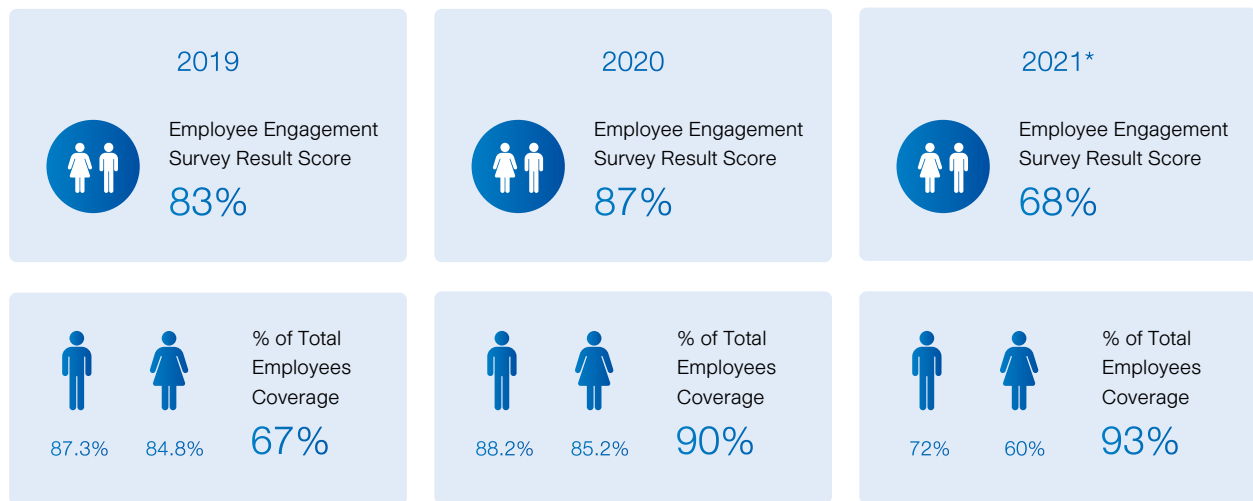 2019
Employee Engagement
Survey Result Score
83%
2020
Employee Engagement
Survey Result Score
87%
2021*
Employee Engagement
Survey Result Score
68%
% of Total
Employees
Coverage
67%
87.3%
84.8%
% of Total
Employees
Coverage
90%
88.2%
85.2%
% of Total
Employees
Coverage
93%
72%
60%